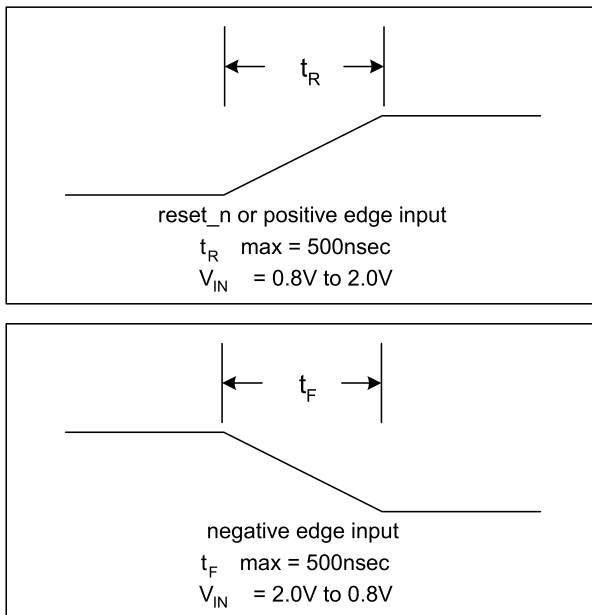 tR
reset_n or positive edge input
tR max = 500nsec
VIN = 0.8V to 2.0V
tF
negative edge input
tF max = 500nsec
VIN = 2.0V to 0.8V